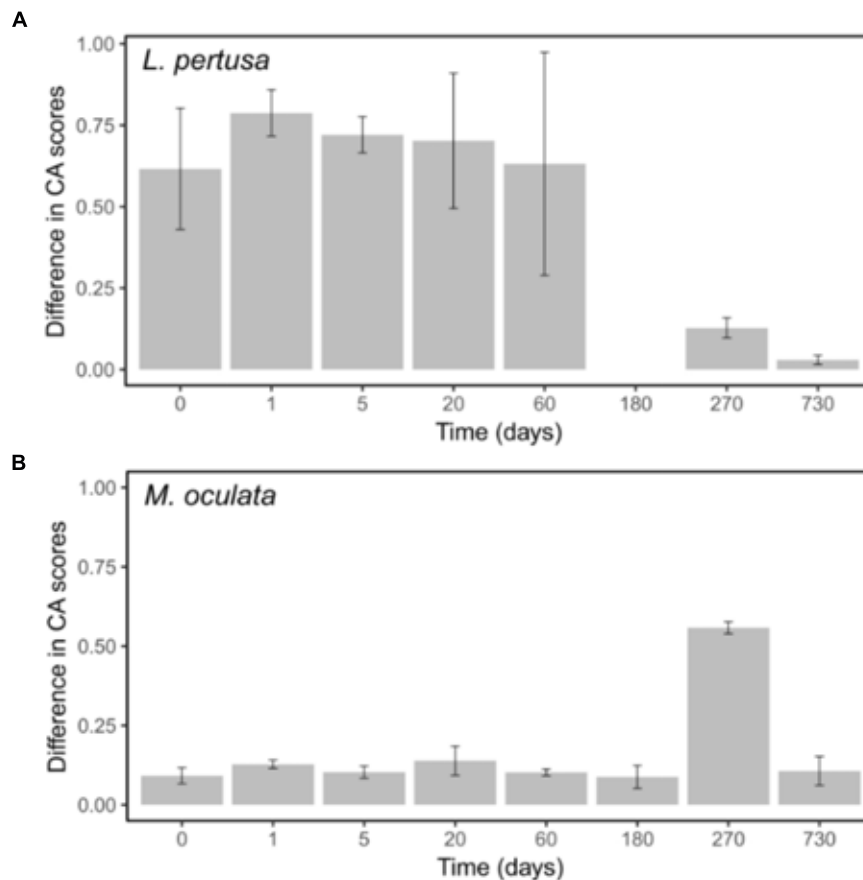 A
L. pertusa
Difference in CA scores
1.00
0.75
0.50
0.25
0.00
0 1 5 20 60 180 270 730
Time (days)
B
M. oculata
Difference in CA scores
1.00
0.75
0.50
0.25
0.00
0 1 5 20 60 180 270 730
Time (days)